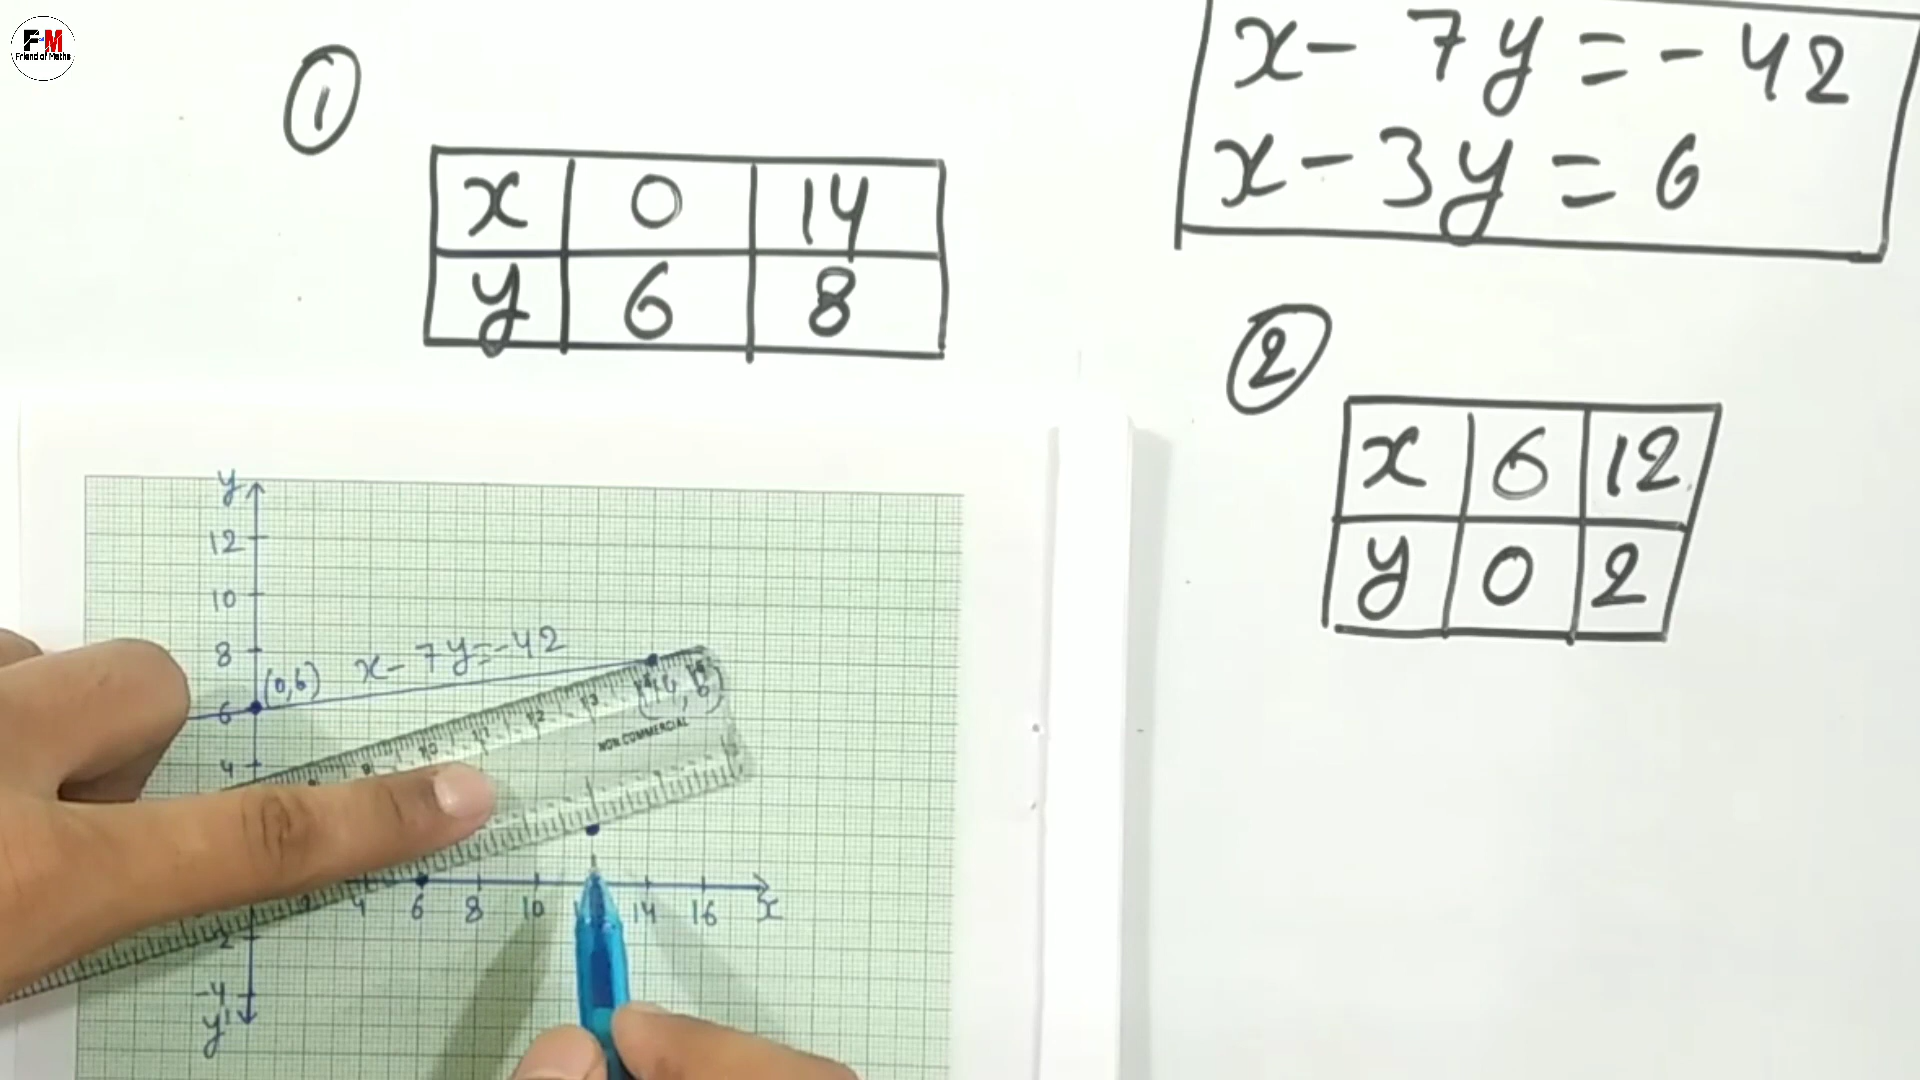 FM
Friend of Maths
①
x | 0 | 14
y | 6 | 8
x - 7y = -42
x - 3y = 6
②
x | 6 | 12
y | 0 | 2
y
12
10
8
x - 7y = -42
(0,6)
6
(14, 8)
NON COMMERCIAL
4
4 6 8 10 14 16 x
-2
-4
y'